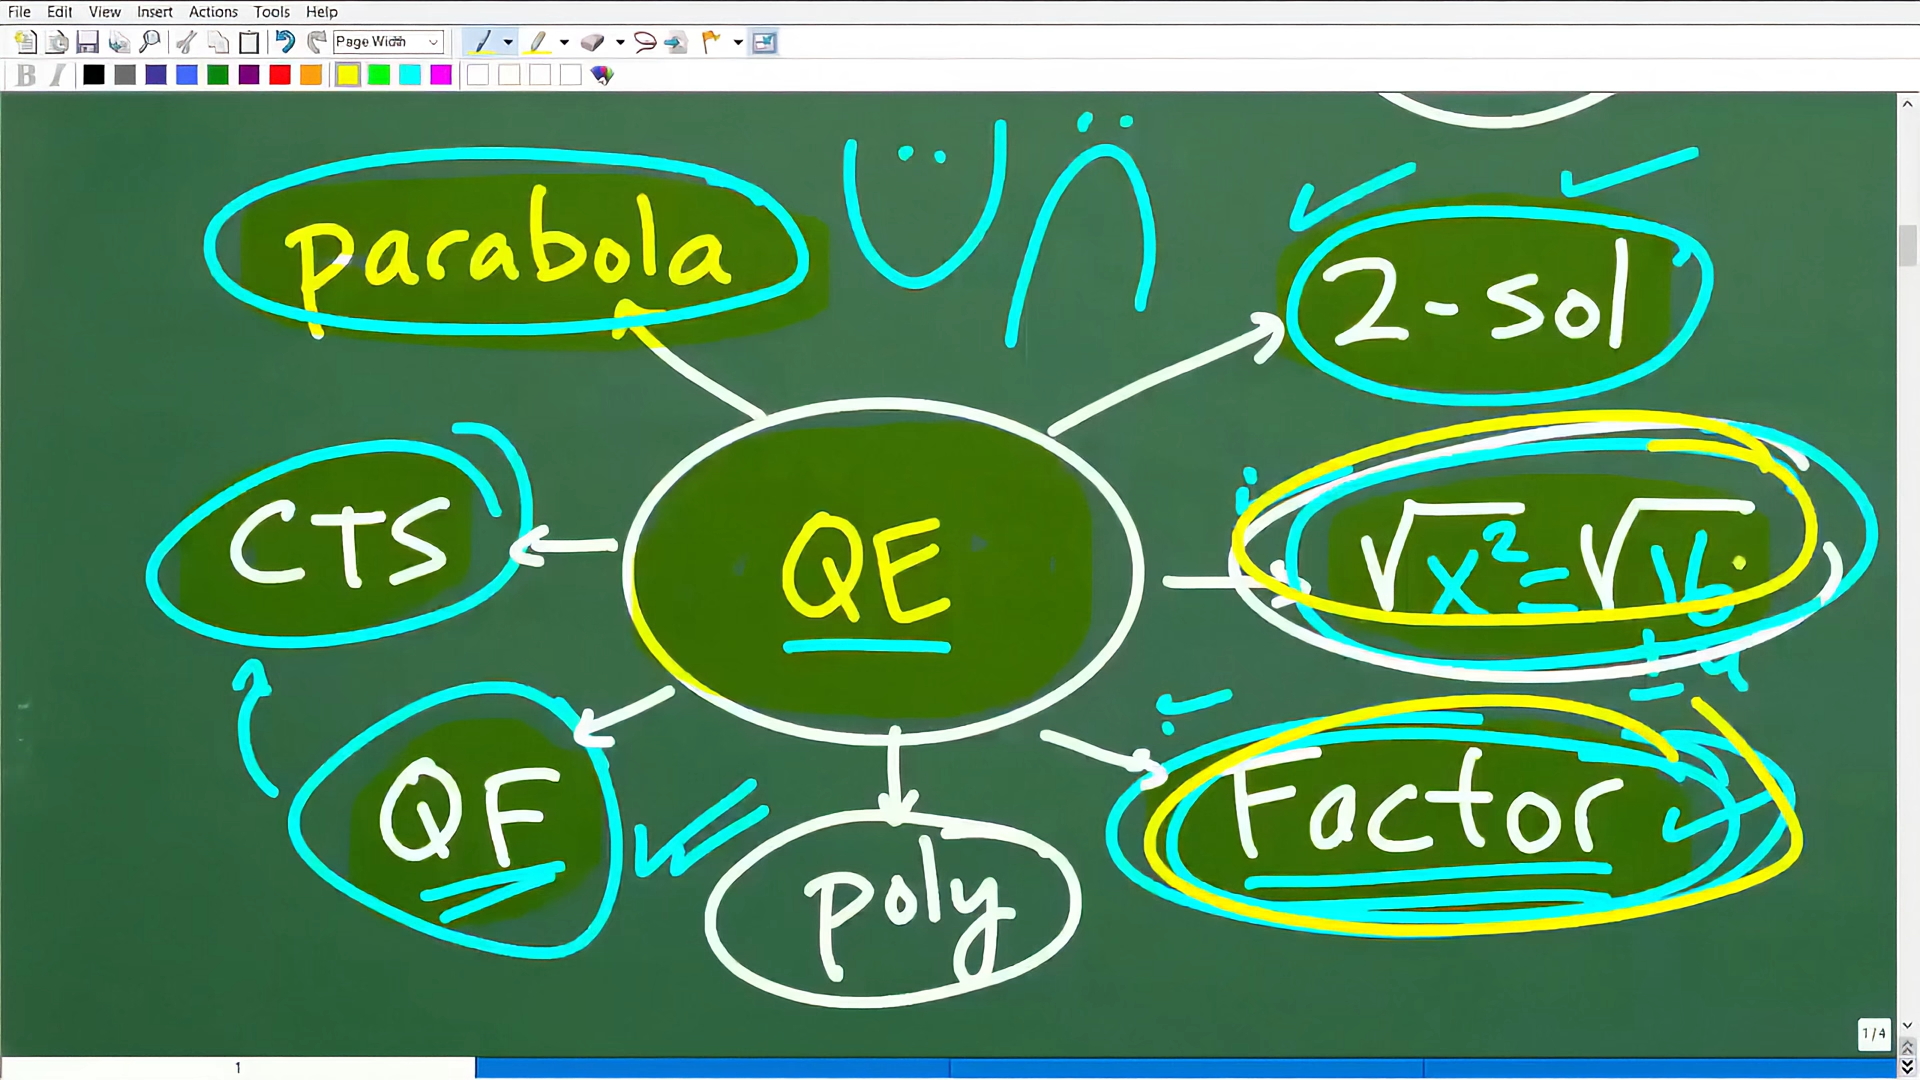 File Edit View Insert Actions Tools Help
Page Width
B I
parabola
2-sol
CTS
QE
√x² = √16
± 4
QF
poly
Factor
1/4
1